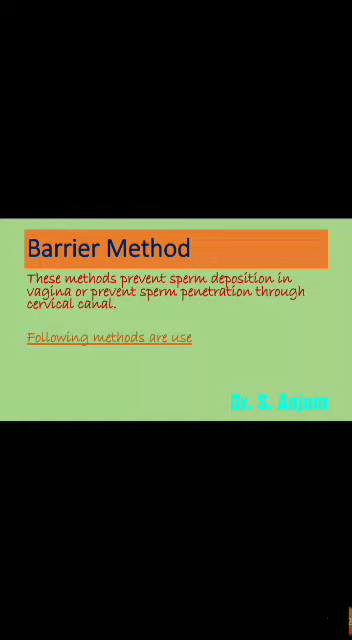 Barrier Method
These methods prevent sperm deposition in
vagina or prevent sperm penetration through
cervical canal.
Following methods are use
Dr. S. Anjum